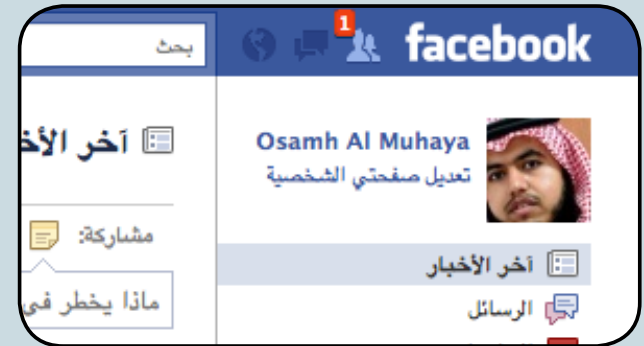 facebook
1
بحث
Osamh Al Muhaya
تعديل صفحتي الشخصية
آخر الأخبار
الرسائل
آخر الأخ
مشاركة:
ماذا يخطر في